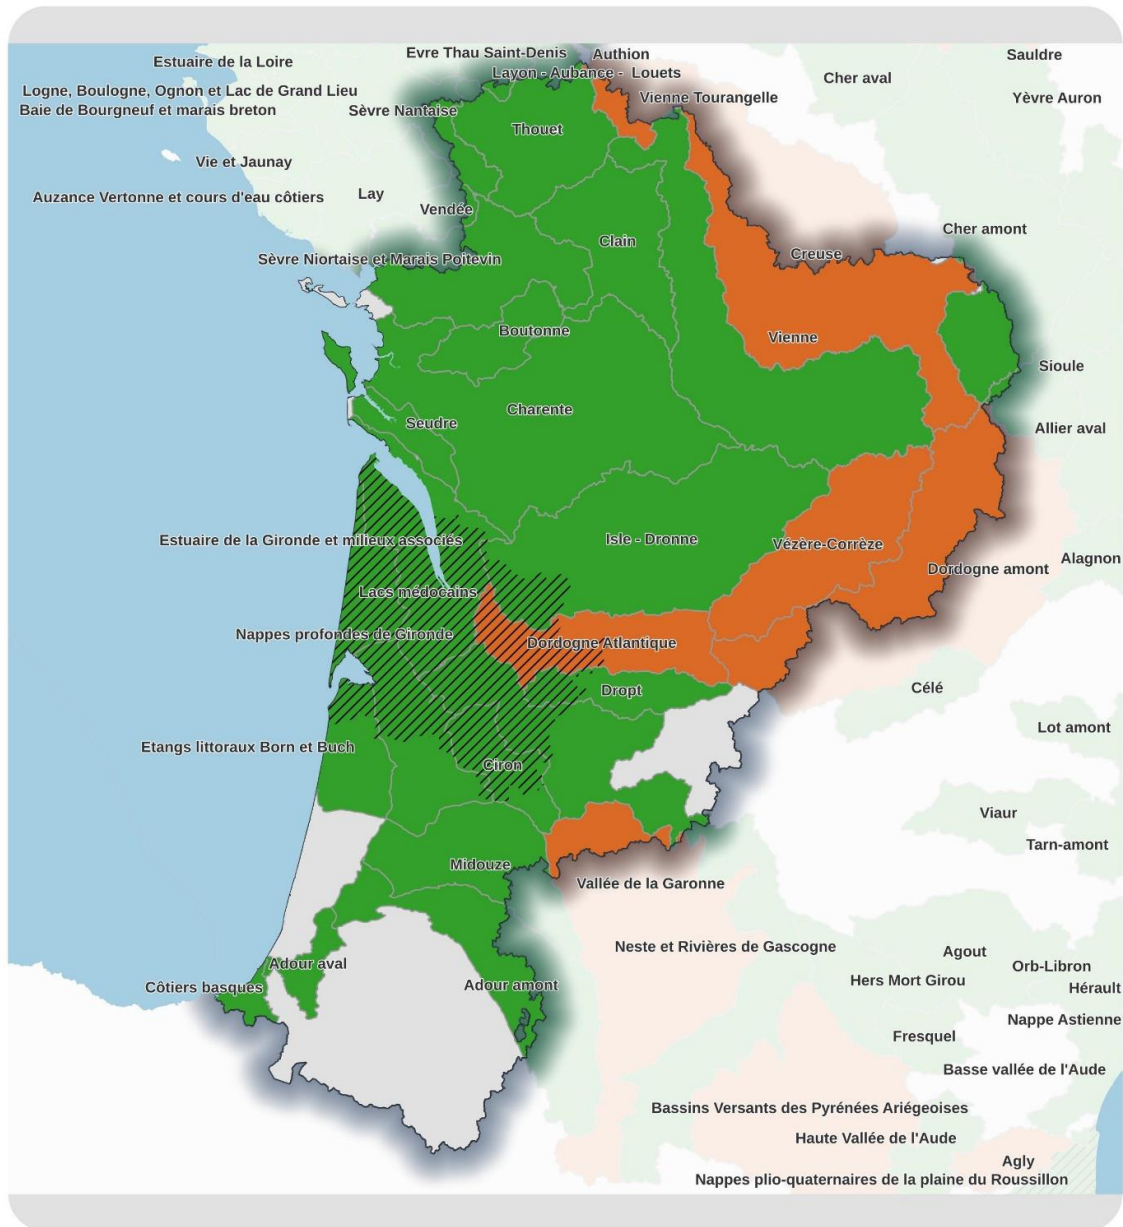 Evre Thau Saint-Denis
Authion
Sauldre
Estuaire de la Loire
Layon - Aubance - Louets
Cher aval
Logne, Boulogne, Ognon et Lac de Grand Lieu
Vienne Tourangelle
Yèvre Auron
Baie de Bourgneuf et marais breton
Sèvre Nantaise
Thouet
Vie et Jaunay
Auzance Vertonne et cours d'eau côtiers
Lay
Vendée
Cher amont
Clain
Creuse
Sèvre Niortaise et Marais Poitevin
Boutonne
Vienne
Sioule
Charente
Seudre
Allier aval
Estuaire de la Gironde et milieux associés
Isle - Dronne
Vézère-Corrèze
Alagnon
Dordogne amont
Lacs médocains
Nappes profondes de Gironde
Dordogne Atlantique
Dropt
Célé
Lot amont
Etangs littoraux Born et Buch
Ciron
Viaur
Tarn-amont
Midouze
Vallée de la Garonne
Neste et Rivières de Gascogne
Agout
Adour aval
Orb-Libron
Côtiers basques
Adour amont
Hers Mort Girou
Hérault
Nappe Astienne
Fresquel
Basse vallée de l'Aude
Bassins Versants des Pyrénées Ariégeoises
Haute Vallée de l'Aude
Agly
Nappes plio-quaternaires de la plaine du Roussillon